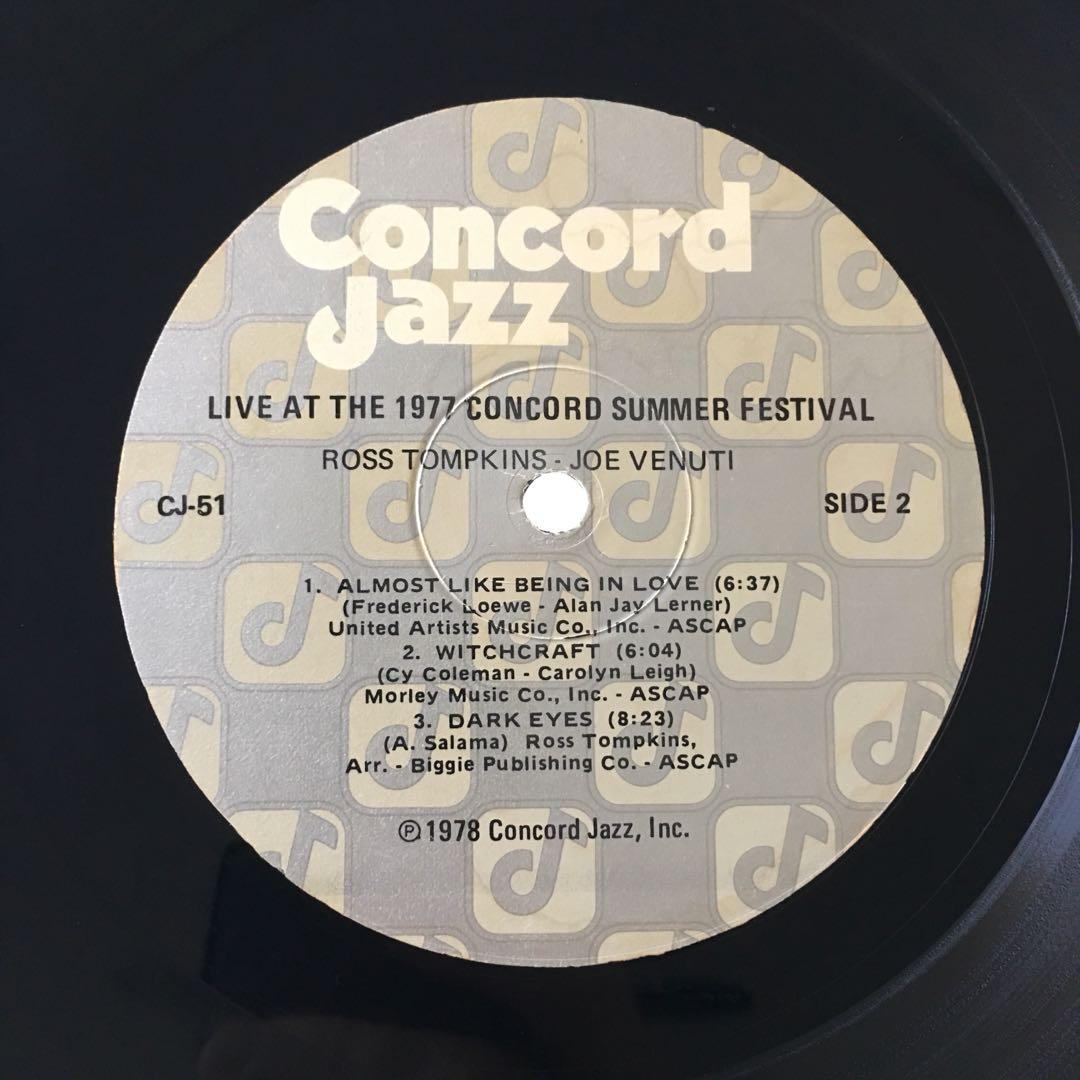 Concord
Jazz
LIVE AT THE 1977 CONCORD SUMMER FESTIVAL
ROSS TOMPKINS - JOE VENUTI
CJ-51
SIDE 2
1. ALMOST LIKE BEING IN LOVE (6:37)
(Frederick Loewe - Alan Jay Lerner)
United Artists Music Co., Inc. - ASCAP
2. WITCHCRAFT (6:04)
(Cy Coleman - Carolyn Leigh)
Morley Music Co., Inc. - ASCAP
3. DARK EYES (8:23)
(A. Salama) Ross Tompkins,
Arr. - Biggie Publishing Co. - ASCAP
℗ 1978 Concord Jazz, Inc.